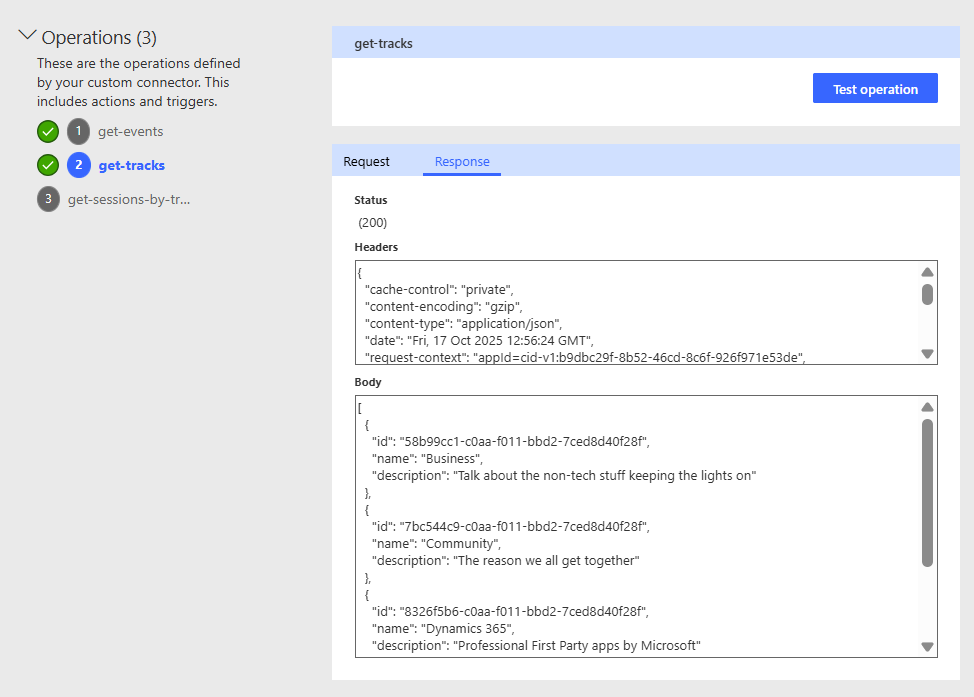 Operations (3)
These are the operations defined
by your custom connector. This
includes actions and triggers.
1 get-events
2 get-tracks
3 get-sessions-by-tr...
get-tracks
Test operation
Request Response
Status
(200)
Headers
{
"cache-control": "private",
"content-encoding": "gzip",
"content-type": "application/json",
"date": "Fri, 17 Oct 2025 12:56:24 GMT",
"request-context": "appId=cid-v1:b9dbc29f-8b52-46cd-8c6f-926f971e53de",
Body
[
{
"id": "58b99cc1-c0aa-f011-bbd2-7ced8d40f28f",
"name": "Business",
"description": "Talk about the non-tech stuff keeping the lights on"
},
{
"id": "7bc544c9-c0aa-f011-bbd2-7ced8d40f28f",
"name": "Community",
"description": "The reason we all get together"
},
{
"id": "8326f5b6-c0aa-f011-bbd2-7ced8d40f28f",
"name": "Dynamics 365",
"description": "Professional First Party apps by Microsoft"